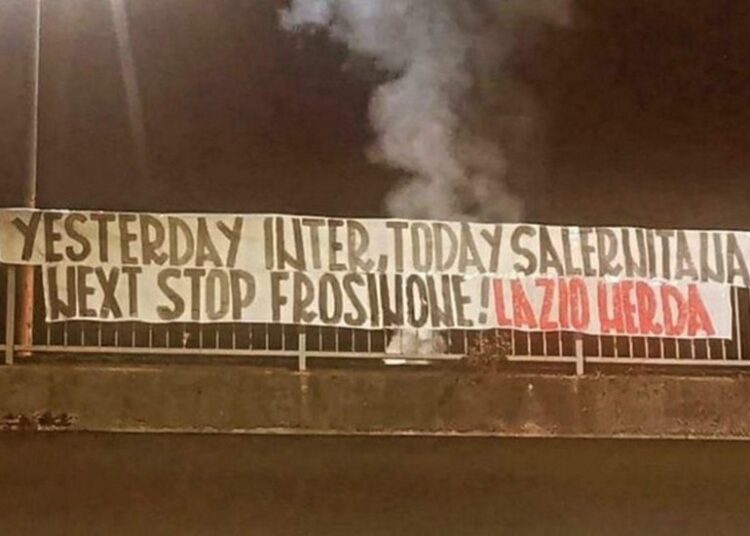 YESTERDAY INTER, TODAY SALERNITANA
NEXT STOP FROSINONE! LAZIO MERDA